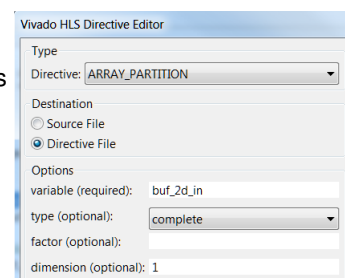 Vivado HLS Directive Editor
Type
s
Directive: ARRAY_PARTITION
Destination
Source File
Directive File
Options
variable (required): buf_2d_in
type (optional): complete
factor (optional):
dimension (optional): 1